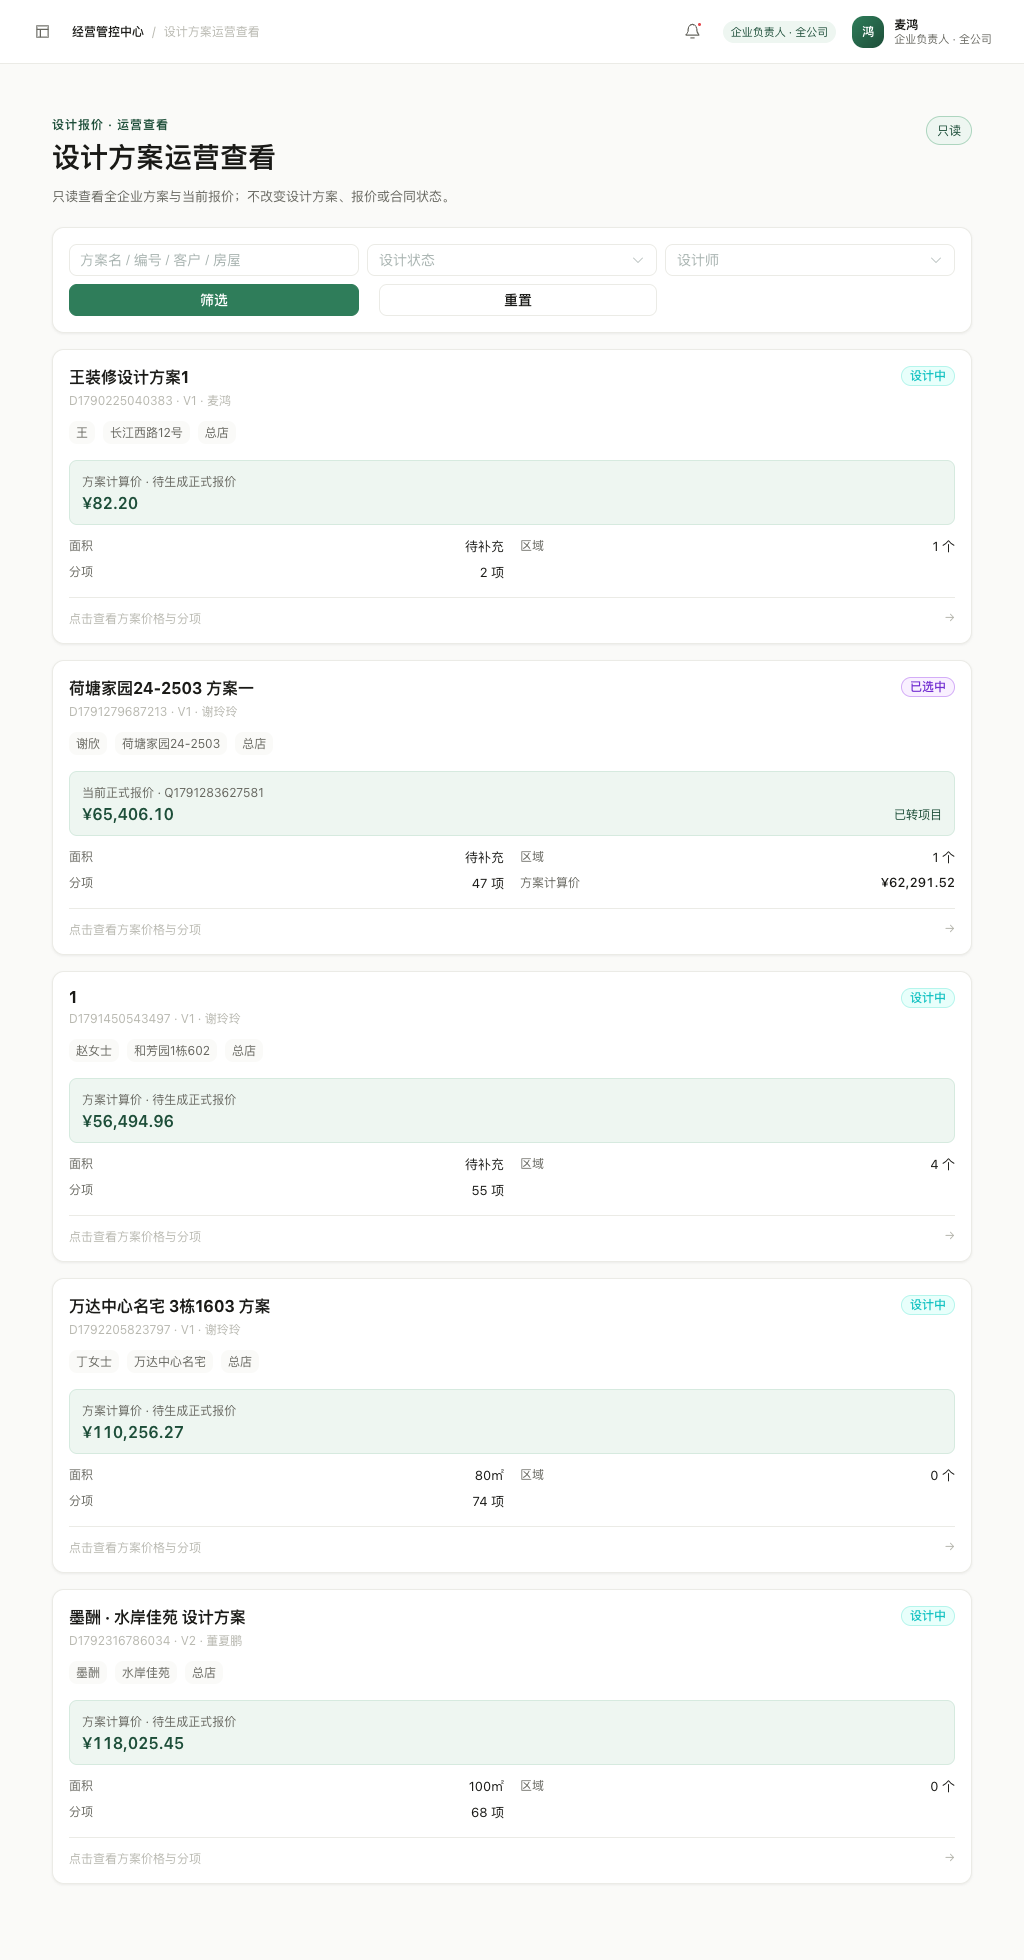 经营管控中心 / 设计方案运营查看
企业负责人 · 全公司
鸿
麦鸿
企业负责人 · 全公司
设计报价 · 运营查看
设计方案运营查看
只读
只读查看全企业方案与当前报价；不改变设计方案、报价或合同状态。
方案名 / 编号 / 客户 / 房屋
设计状态
设计师
筛选
重置
王装修设计方案1
设计中
D1790225040383 · V1 · 麦鸿
王 长江西路12号 总店
方案计算价 · 待生成正式报价
¥82.20
面积 待补充 区域 1 个
分项 2 项
点击查看方案价格与分项 →
荷塘家园24-2503 方案一
已选中
D1791279687213 · V1 · 谢玲玲
谢欣 荷塘家园24-2503 总店
当前正式报价 · Q1791283627581
¥65,406.10 已转项目
面积 待补充 区域 1 个
分项 47 项 方案计算价 ¥62,291.52
点击查看方案价格与分项 →
1
设计中
D1791450543497 · V1 · 谢玲玲
赵女士 和芳园1栋602 总店
方案计算价 · 待生成正式报价
¥56,494.96
面积 待补充 区域 4 个
分项 55 项
点击查看方案价格与分项 →
万达中心名宅 3栋1603 方案
设计中
D1792205823797 · V1 · 谢玲玲
丁女士 万达中心名宅 总店
方案计算价 · 待生成正式报价
¥110,256.27
面积 80㎡ 区域 0 个
分项 74 项
点击查看方案价格与分项 →
墨酬 · 水岸佳苑 设计方案
设计中
D1792316786034 · V2 · 董夏鹏
墨酬 水岸佳苑 总店
方案计算价 · 待生成正式报价
¥118,025.45
面积 100㎡ 区域 0 个
分项 68 项
点击查看方案价格与分项 →